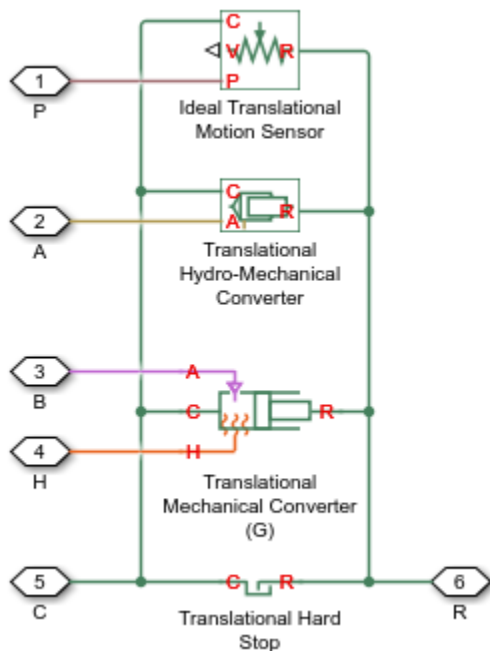 C
V R
1 P
P
Ideal Translational
Motion Sensor
C
R
2 A
A
Translational
Hydro-Mechanical
Converter
3 A
B
C R
4 H
H
Translational
Mechanical Converter
(G)
5 C R 6
C R
Translational Hard
Stop